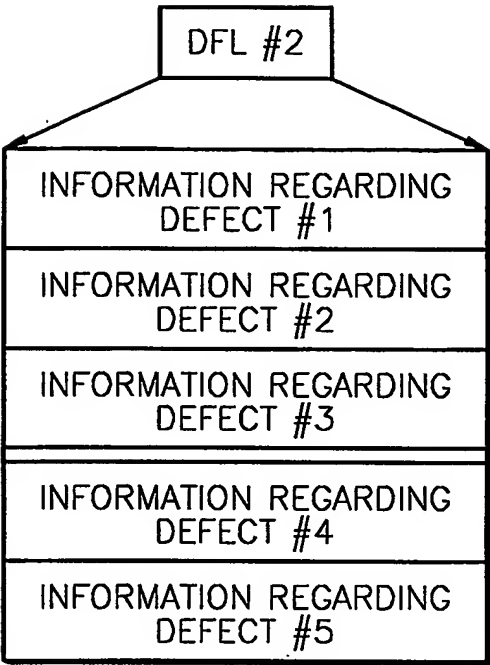 DFL #2
INFORMATION REGARDING
DEFECT #1
INFORMATION REGARDING
DEFECT #2
INFORMATION REGARDING
DEFECT #3
INFORMATION REGARDING
DEFECT #4
INFORMATION REGARDING
DEFECT #5